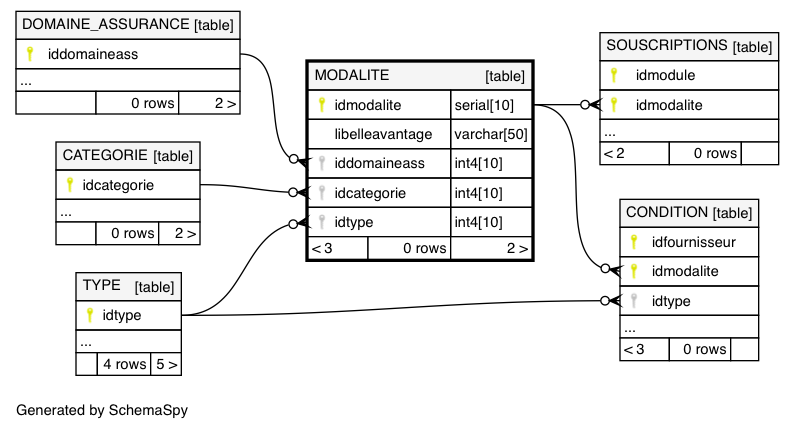 DOMAINE_ASSURANCE [table]
iddomaineass
...
0 rows 2 >
CATEGORIE [table]
idcategorie
...
0 rows 2 >
TYPE [table]
idtype
...
4 rows 5 >
MODALITE [table]
idmodalite serial[10]
libelleavantage varchar[50]
iddomaineass int4[10]
idcategorie int4[10]
idtype int4[10]
< 3 0 rows 2 >
SOUSCRIPTIONS [table]
idmodule
idmodalite
...
< 2 0 rows
CONDITION [table]
idfournisseur
idmodalite
idtype
...
< 3 0 rows
Generated by SchemaSpy